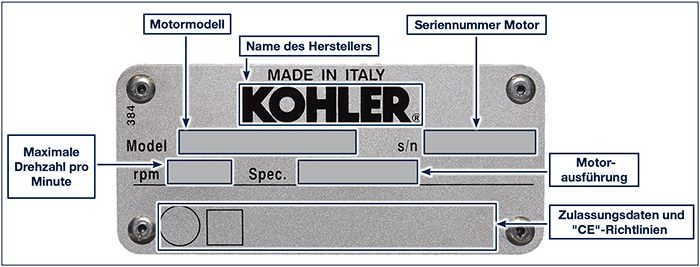 Motormodell
Seriennummer Motor
Name des Herstellers
MADE IN ITALY
KOHLER®
384
Model
s/n
Maximale
Drehzahl pro
Minute
rpm
Spec.
Motor-
ausführung
Zulassungsdaten und
"CE"-Richtlinien